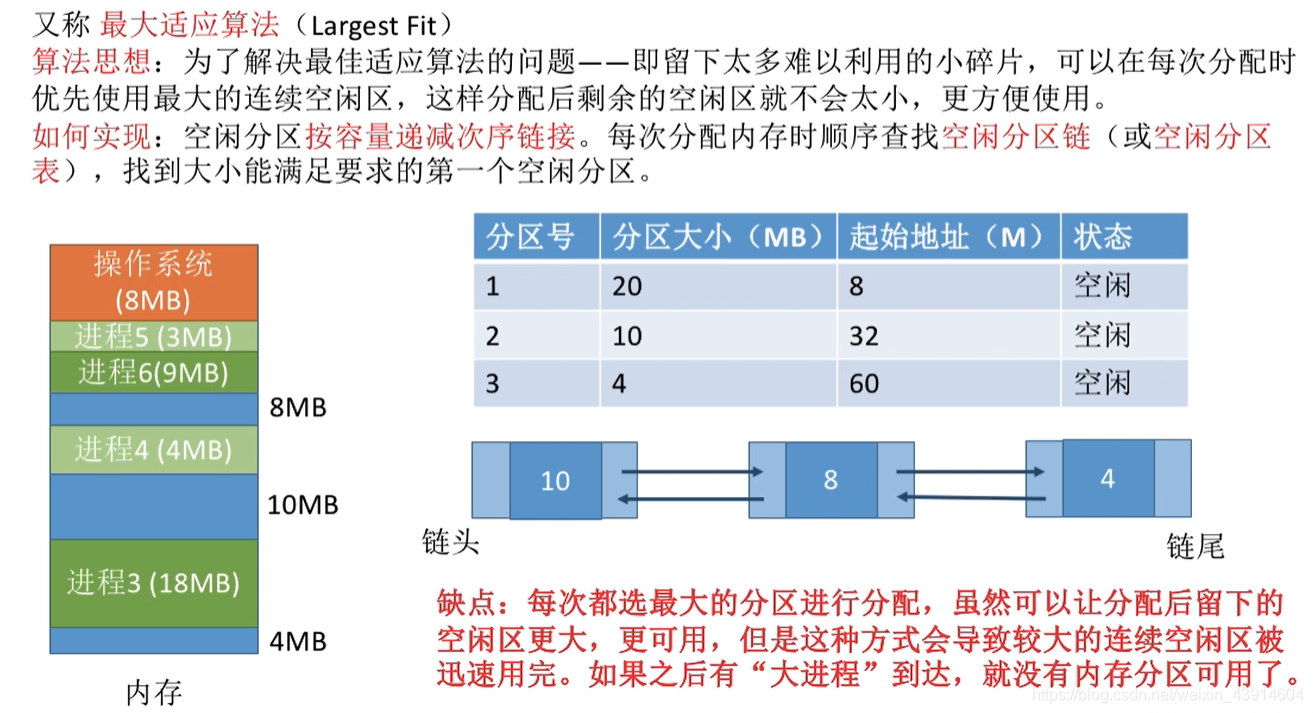 又称 最大适应算法（Largest Fit）
算法思想：为了解决最佳适应算法的问题——即留下太多难以利用的小碎片，可以在每次分配时
优先使用最大的连续空闲区，这样分配后剩余的空闲区就不会太小，更方便使用。
如何实现：空闲分区按容量递减次序链接。每次分配内存时顺序查找空闲分区链（或空闲分区
表），找到大小能满足要求的第一个空闲分区。
操作系统
(8MB)
进程5 (3MB)
进程6(9MB)
8MB
进程4 (4MB)
10MB
进程3 (18MB)
4MB
内存
分区号 分区大小（MB） 起始地址（M） 状态
1 20 8 空闲
2 10 32 空闲
3 4 60 空闲
10 8 4
链头 链尾
缺点：每次都选最大的分区进行分配，虽然可以让分配后留下的
空闲区更大，更可用，但是这种方式会导致较大的连续空闲区被
迅速用完。如果之后有“大进程”到达，就没有内存分区可用了。
https://blog.csdn.net/weixin_43914604